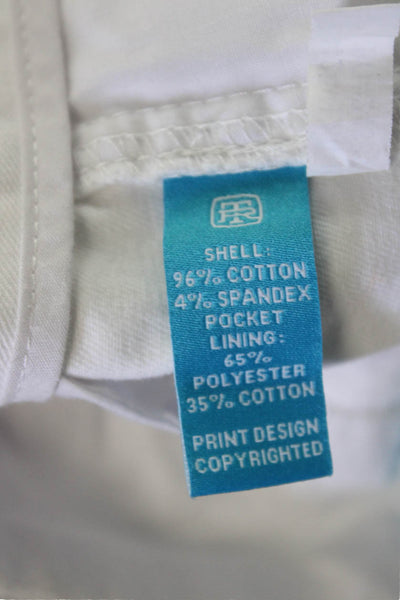 SHELL:
96% COTTON
4% SPANDEX
POCKET
LINING:
65%
POLYESTER
35% COTTON
PRINT DESIGN
COPYRIGHTED